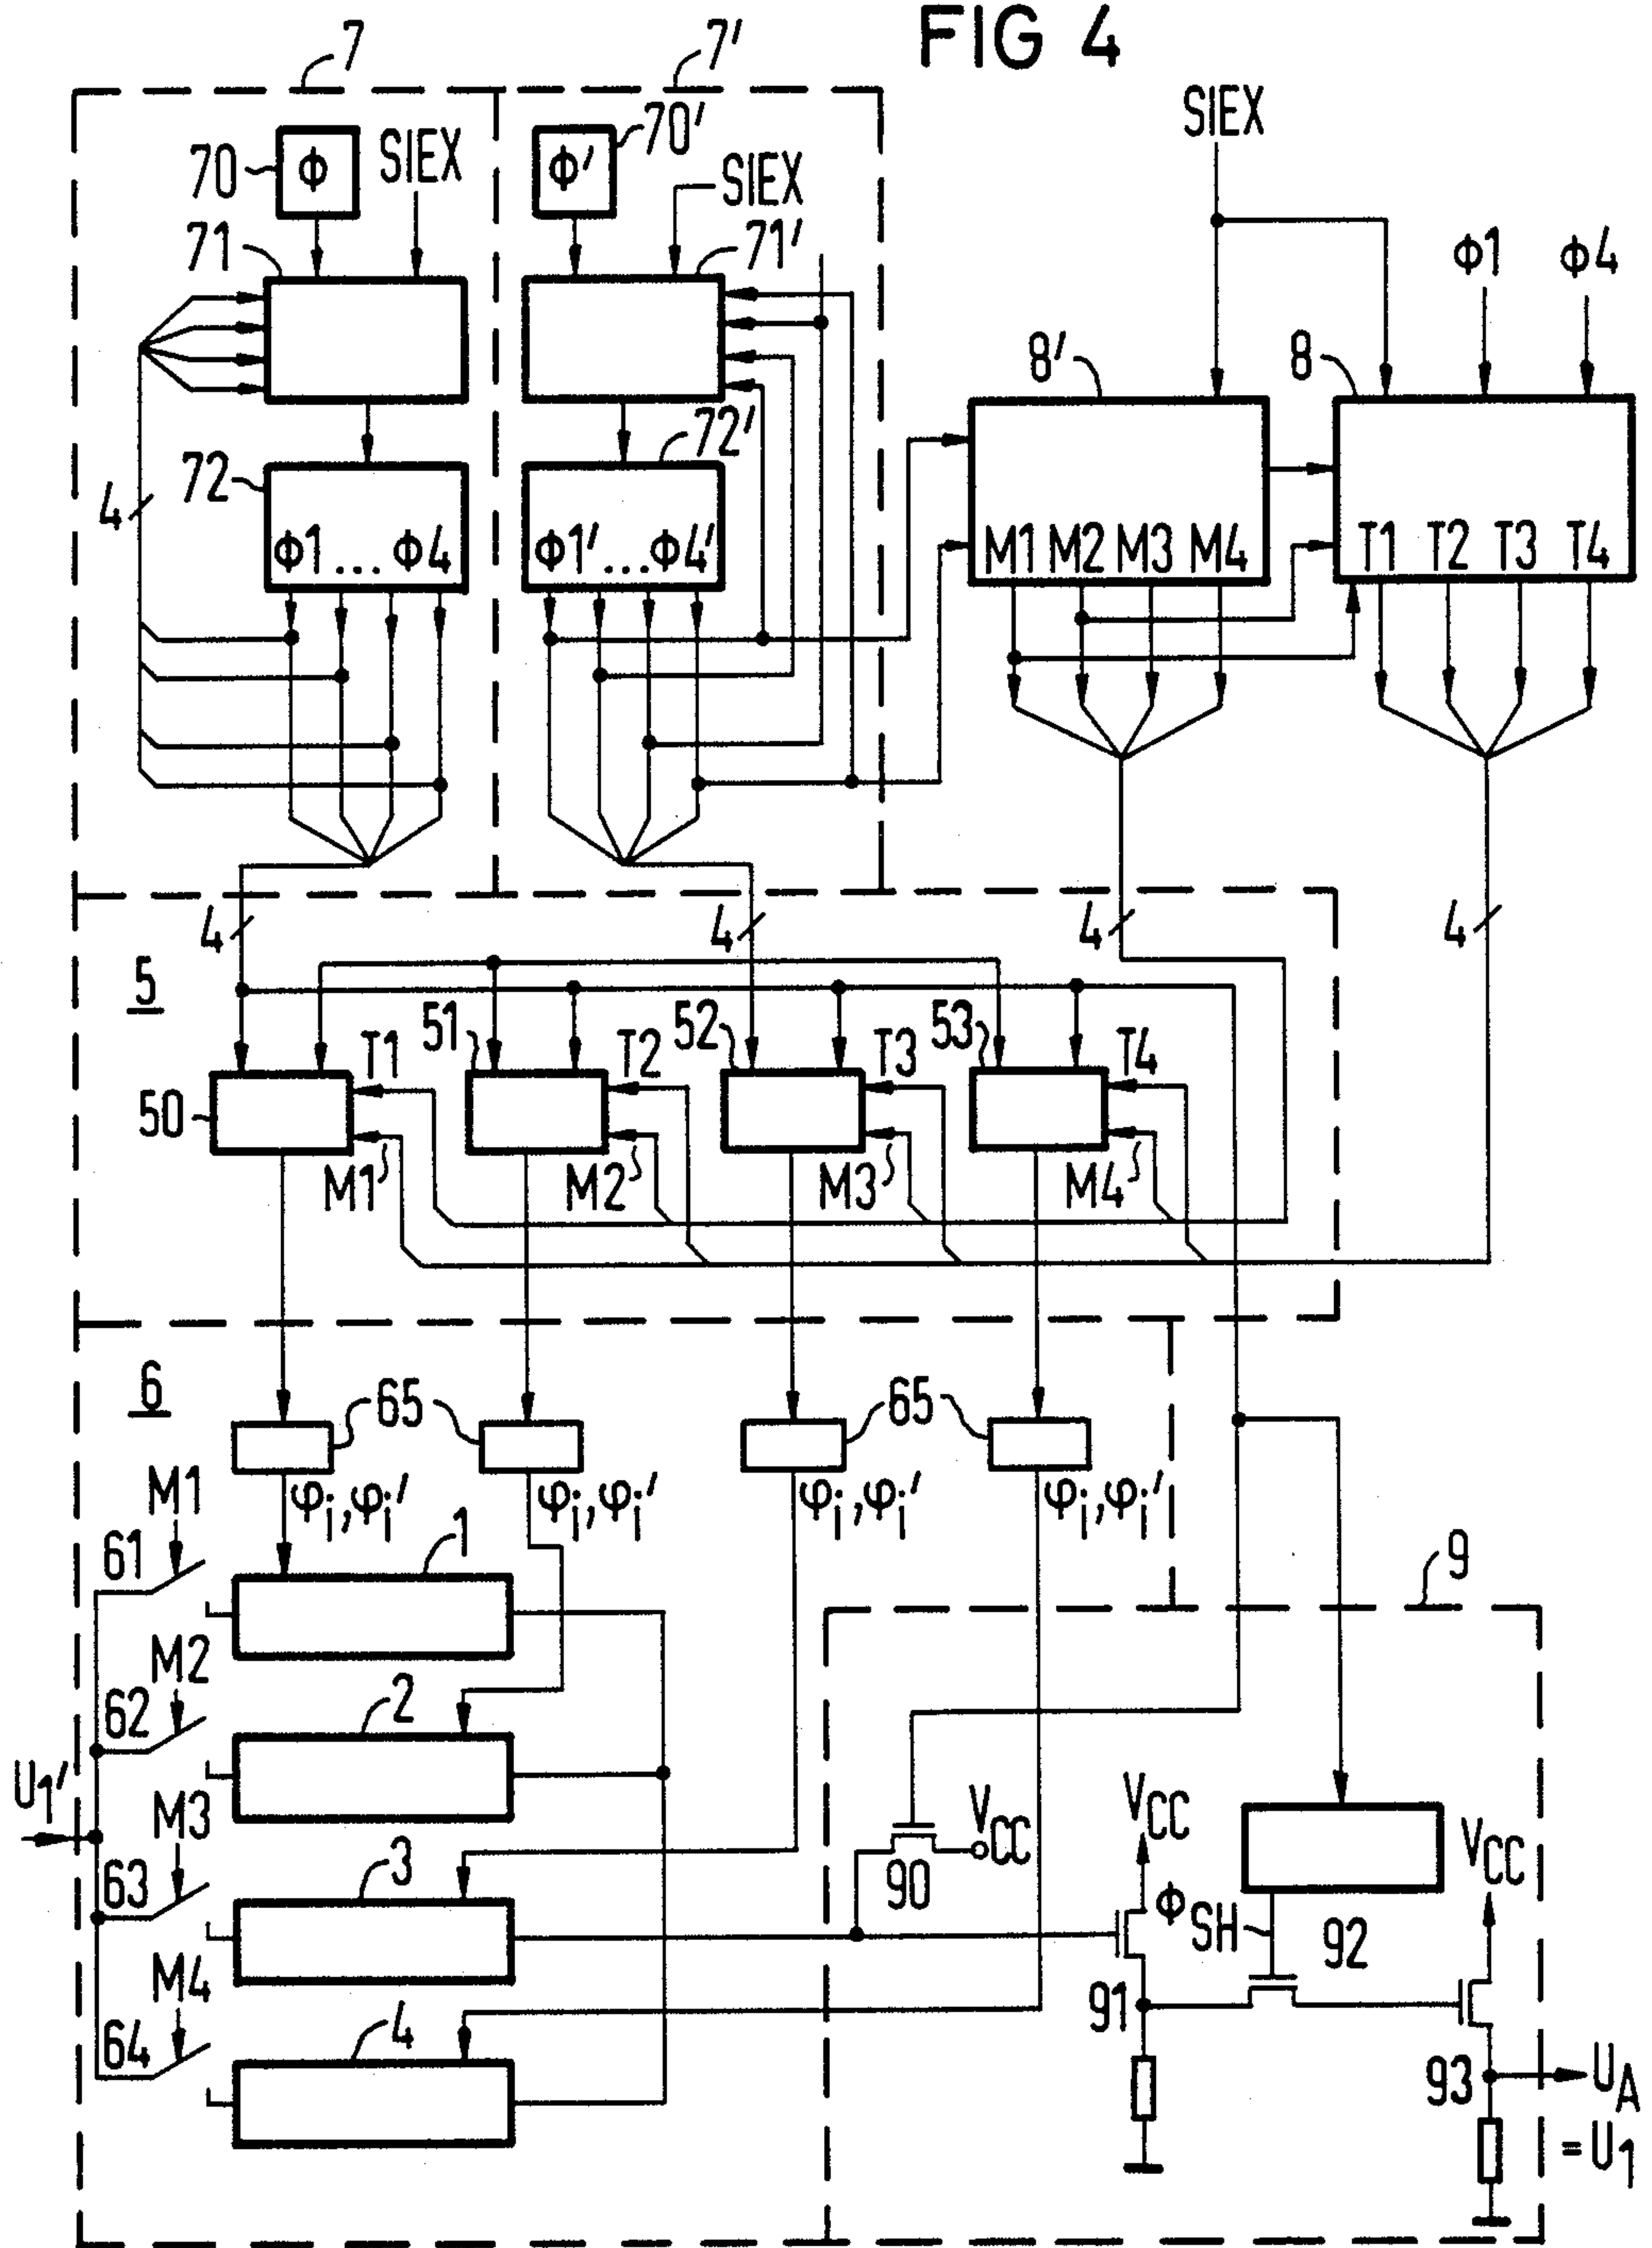 FIG 4
7
7'
70
Φ
SIEX
Φ'
70'
SIEX
SIEX
71
71'
Φ1
Φ4
8'
8
72
72'
4
Φ1 ... Φ4
Φ1' ... Φ4'
M1 M2 M3 M4
T1 T2 T3 T4
4
4
4
4
5
50
T1
51
T2
52
T3
53
T4
M1
M2
M3
M4
6
65
65
φi,φi'
φi,φi'
φi,φi'
φi,φi'
M1
61
1
9
M2
62
2
U1'
M3
63
3
90
VCC
VCC
VCC
ΦSH
92
M4
64
4
91
93
UA
= U1